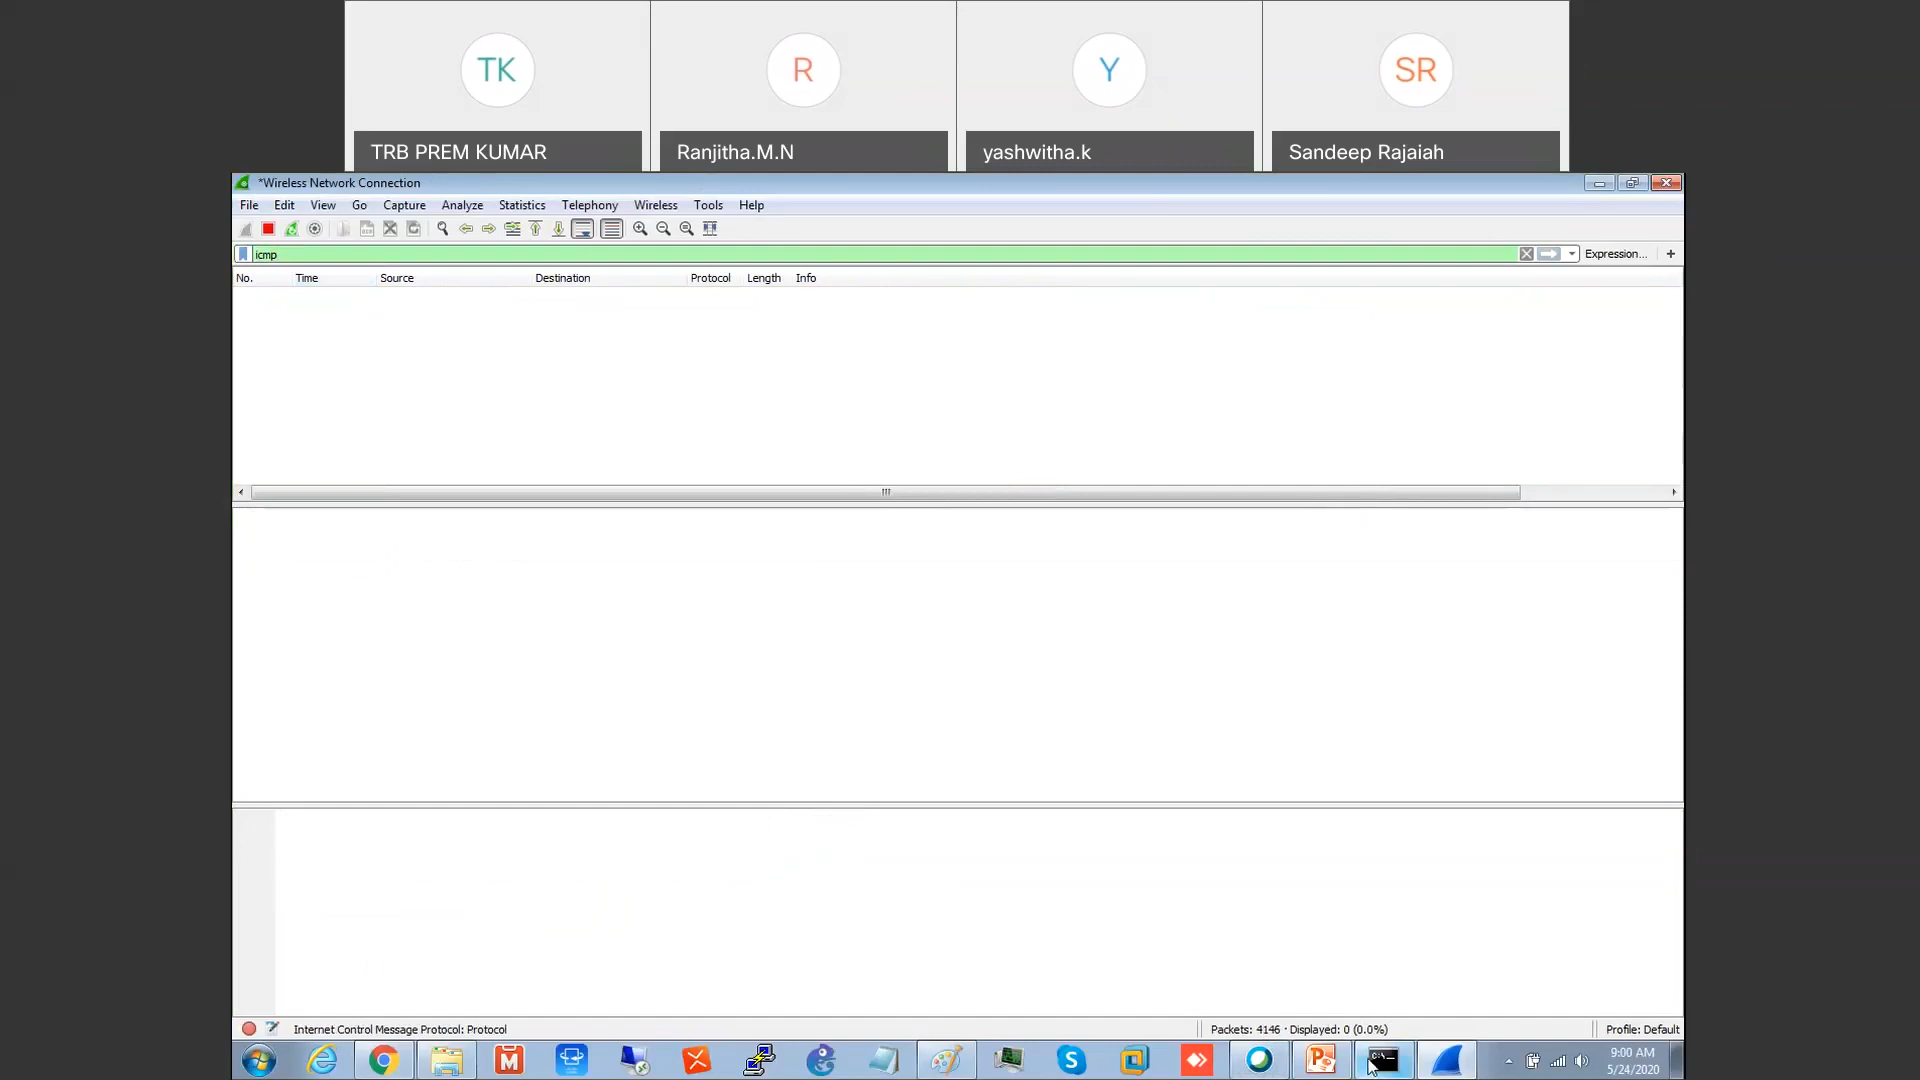 TK
R
Y
SR
TRB PREM KUMAR
Ranjitha.M.N
yashwitha.k
Sandeep Rajaiah
*Wireless Network Connection
File Edit View Go Capture Analyze Statistics Telephony Wireless Tools Help
icmp
Expression... +
No. Time Source Destination Protocol Length Info
Internet Control Message Protocol: Protocol
Packets: 4146 · Displayed: 0 (0.0%)
Profile: Default
9:00 AM
5/24/2020